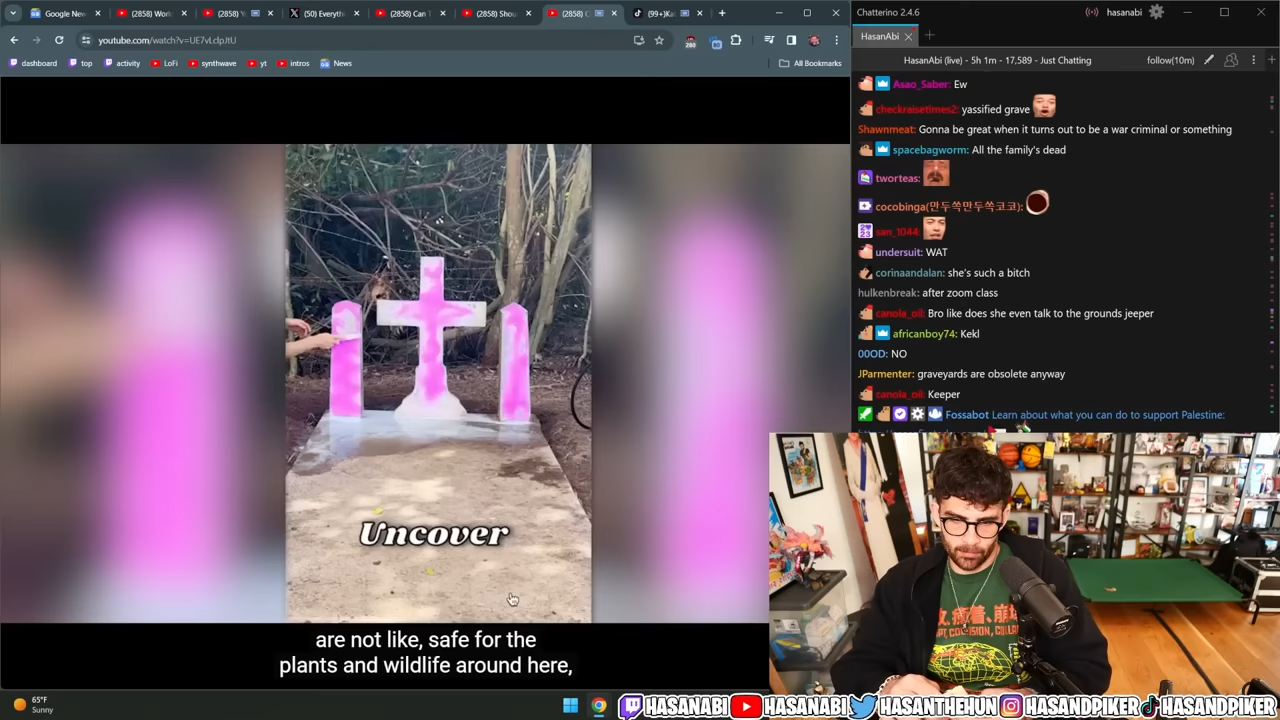 Google New
(2858) Work
(2858) Y
(50) Everythi
(2858) Can T
(2858) Shou
(2858) C
(99+)Ka
youtube.com/watch?v=UE7vLclpJtU
280
dashboard
top
activity
LoFi
synthwave
yt
intros
News
All Bookmarks
Uncover
are not like, safe for the
plants and wildlife around here,
Chatterino 2.4.6
hasanabi
HasanAbi
HasanAbi (live) - 5h 1m - 17,589 - Just Chatting
follow(10m)
Asao_Saber: Ew
checkraisetimes2: yassified grave
Shawnmeat: Gonna be great when it turns out to be a war criminal or something
spacebagworm: All the family's dead
tworteas:
cocobinga(만두쏙만두쏙코코):
san_1044:
undersuit: WAT
corinaandalan: she's such a bitch
hulkenbreak: after zoom class
canola_oil: Bro like does she even talk to the grounds jeeper
africanboy74: Kekl
00OD: NO
JParmenter: graveyards are obsolete anyway
canola_oil: Keeper
Fossabot Learn about what you can do to support Palestine:
65°F
Sunny
HASANABI
HASANABI
HASANTHEHUN
HASANDPIKER
HASANDPIKER